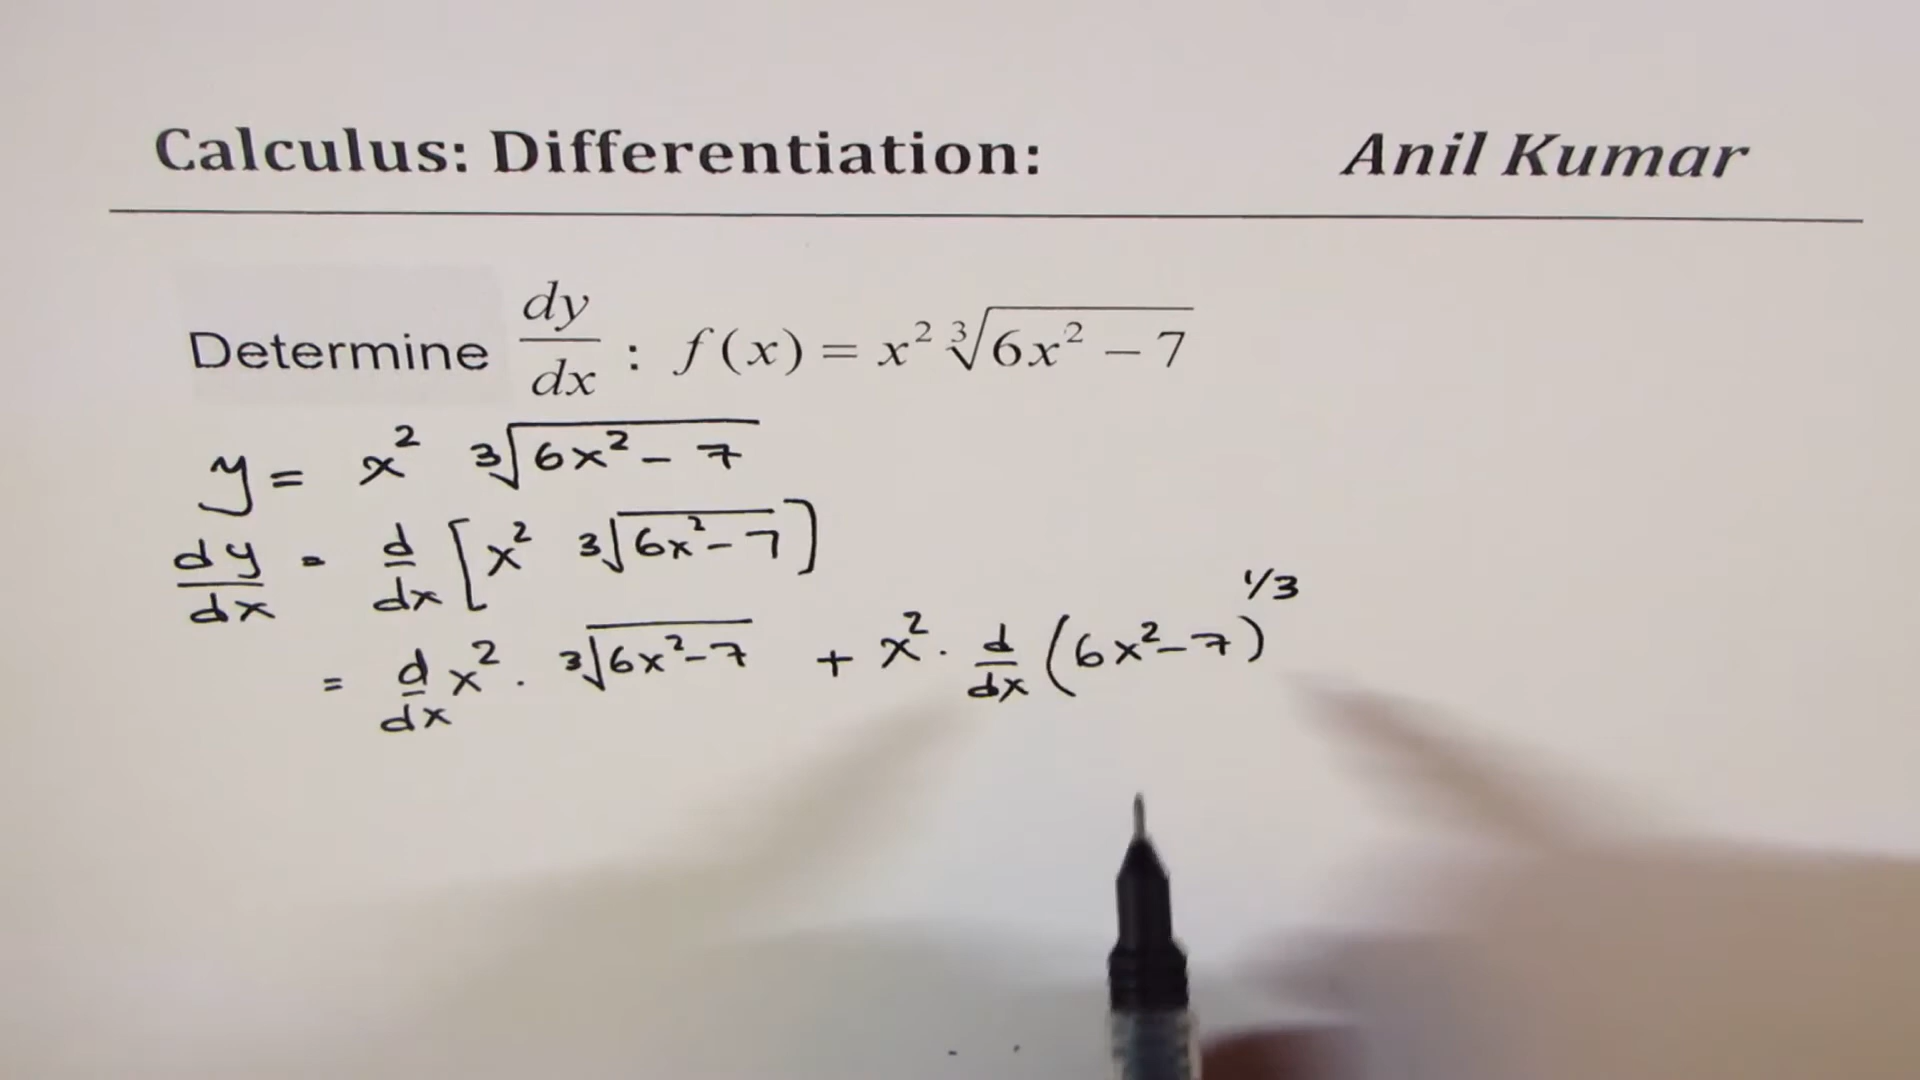 Calculus: Differentiation: Anil Kumar
Determine dy/dx : f(x) = x² ∛(6x² − 7)
y = x² ∛(6x² − 7)
dy/dx = d/dx [x² ∛(6x² − 7)]
= d/dx x² · ∛(6x² − 7) + x² · d/dx (6x² − 7)^1/3